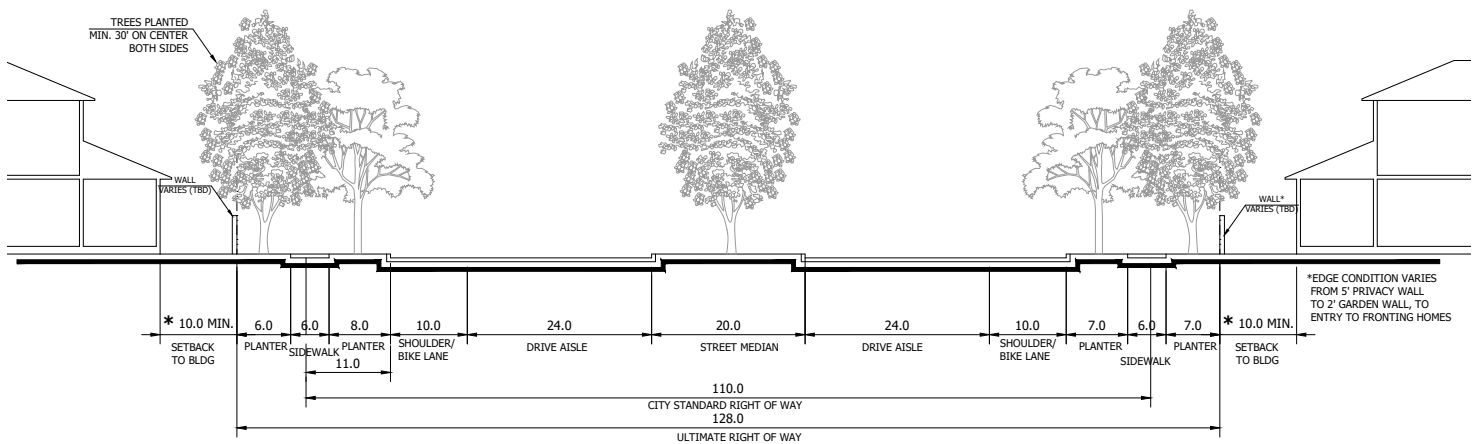 TREES PLANTED
MIN. 30' ON CENTER
BOTH SIDES
WALL
VARIES (TBD)
WALL*
VARIES (TBD)
*EDGE CONDITION VARIES
FROM 5' PRIVACY WALL
TO 2' GARDEN WALL, TO
ENTRY TO FRONTING HOMES
* 10.0 MIN. 6.0 6.0 8.0 10.0 24.0 20.0 24.0 10.0 7.0 6.0 7.0 * 10.0 MIN.
SETBACK
TO BLDG
PLANTER
SIDEWALK
PLANTER
SHOULDER/
BIKE LANE
DRIVE AISLE
STREET MEDIAN
DRIVE AISLE
SHOULDER/
BIKE LANE
PLANTER
SIDEWALK
PLANTER
SETBACK
TO BLDG
11.0
110.0
CITY STANDARD RIGHT OF WAY
128.0
ULTIMATE RIGHT OF WAY